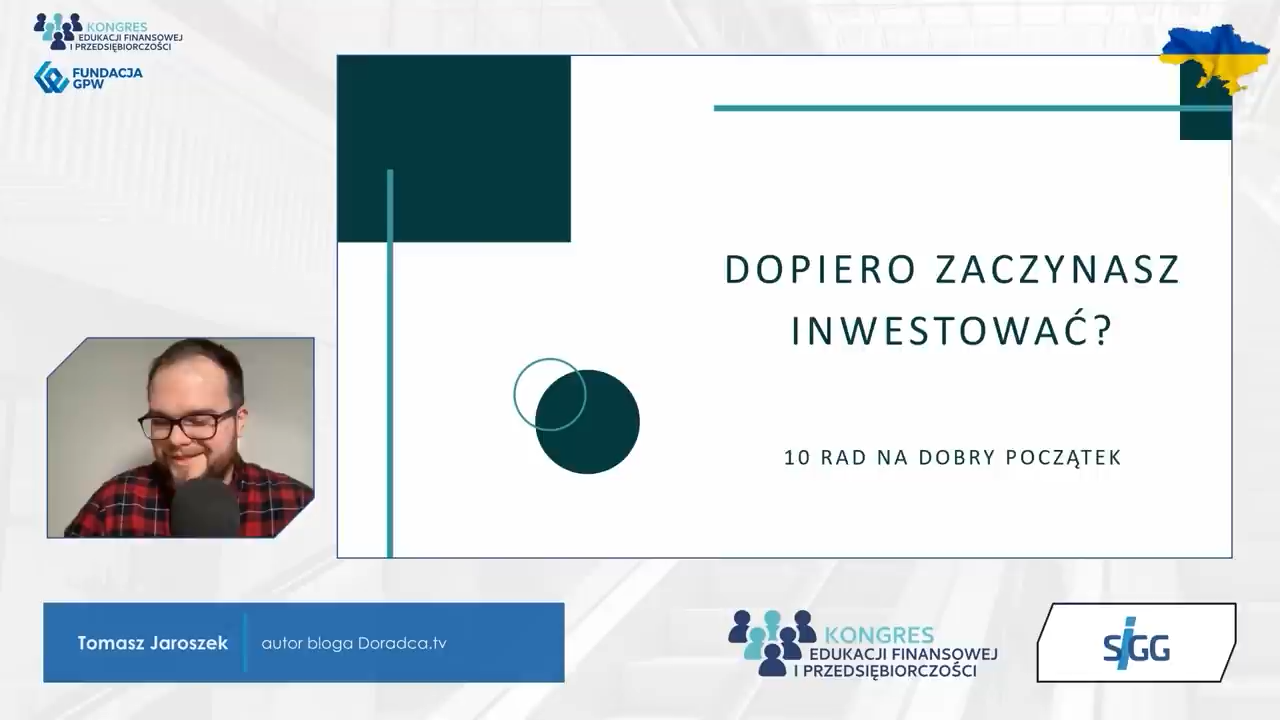 KONGRES
EDUKACJI FINANSOWEJ
I PRZEDSIĘBIORCZOŚCI
FUNDACJA
GPW
DOPIERO ZACZYNASZ
INWESTOWAĆ?
10 RAD NA DOBRY POCZĄTEK
Tomasz Jaroszek
autor bloga Doradca.tv
KONGRES
EDUKACJI FINANSOWEJ
I PRZEDSIĘBIORCZOŚCI
SiGG